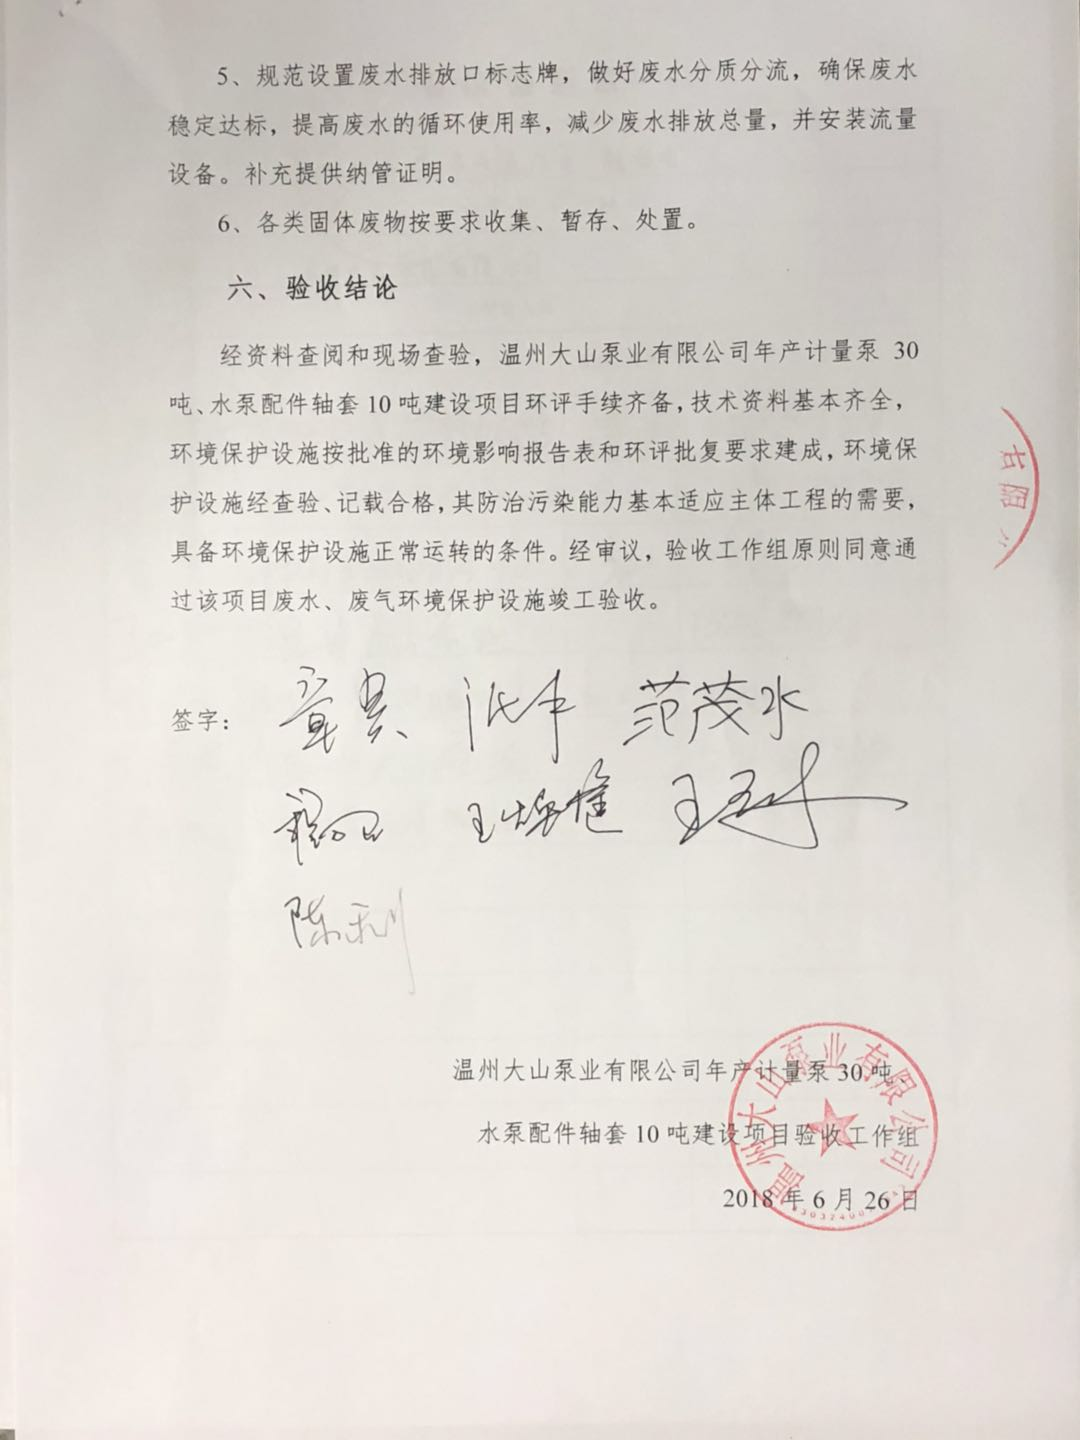 5、规范设置废水排放口标志牌，做好废水分质分流，确保废水
稳定达标，提高废水的循环使用率，减少废水排放总量，并安装流量
设备。补充提供纳管证明。
6、各类固体废物按要求收集、暂存、处置。
六、验收结论
经资料查阅和现场查验，温州大山泵业有限公司年产计量泵 30
吨、水泵配件轴套 10 吨建设项目环评手续齐备，技术资料基本齐全，
环境保护设施按批准的环境影响报告表和环评批复要求建成，环境保
护设施经查验、记载合格，其防治污染能力基本适应主体工程的需要，
具备环境保护设施正常运转的条件。经审议，验收工作组原则同意通
过该项目废水、废气环境保护设施竣工验收。
签字：
范茂水
陈利
温州大山泵业有限公司年产计量泵 30 吨、
水泵配件轴套 10 吨建设项目验收工作组
2018 年 6 月 26 日
温州大山泵业有限公司